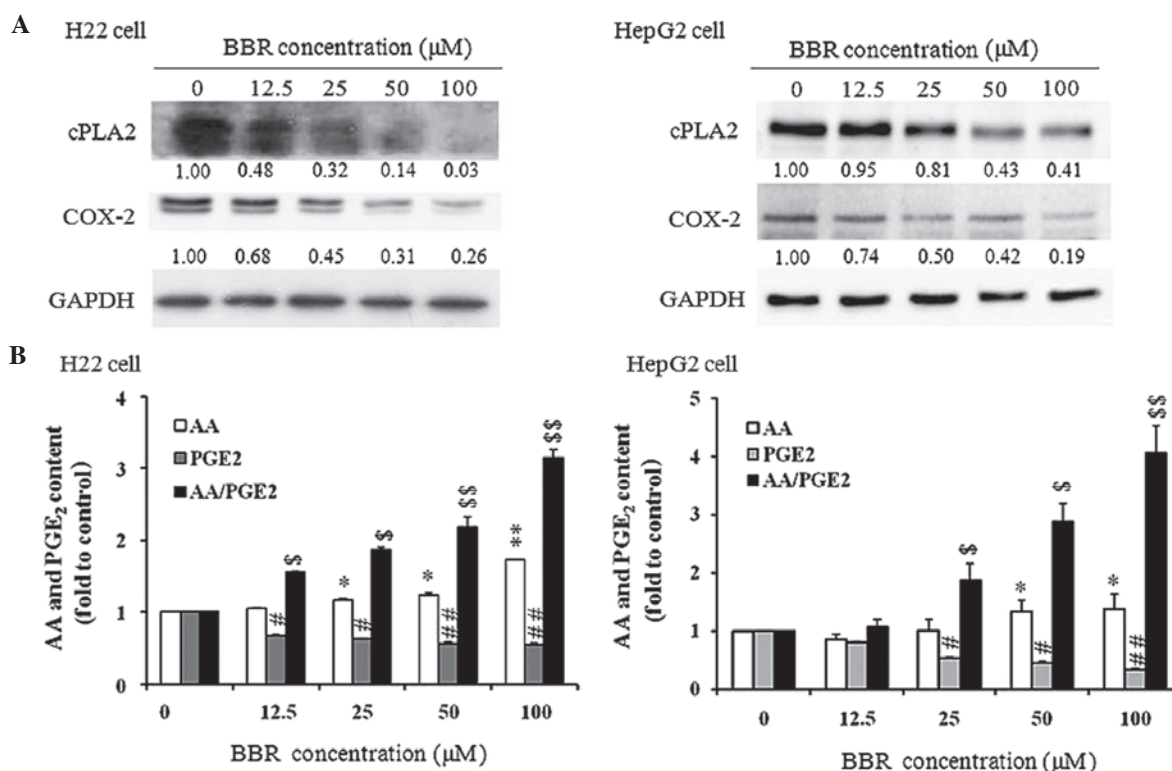 A
H22 cell
BBR concentration (μM)
0 12.5 25 50 100
cPLA2
1.00 0.48 0.32 0.14 0.03
COX-2
1.00 0.68 0.45 0.31 0.26
GAPDH
HepG2 cell
BBR concentration (μM)
0 12.5 25 50 100
cPLA2
1.00 0.95 0.81 0.43 0.41
COX-2
1.00 0.74 0.50 0.42 0.19
GAPDH
B
H22 cell
AA and PGE₂ content
(fold to control)
4
3
2
1
0
AA
PGE2
AA/PGE2
# $
* # $
* ## $$
** ## $$
0 12.5 25 50 100
BBR concentration (μM)
HepG2 cell
AA and PGE₂ content
(fold to control)
5
4
3
2
1
0
AA
PGE2
AA/PGE2
# $
* # $
* ## $$
0 12.5 25 50 100
BBR concentration (μM)